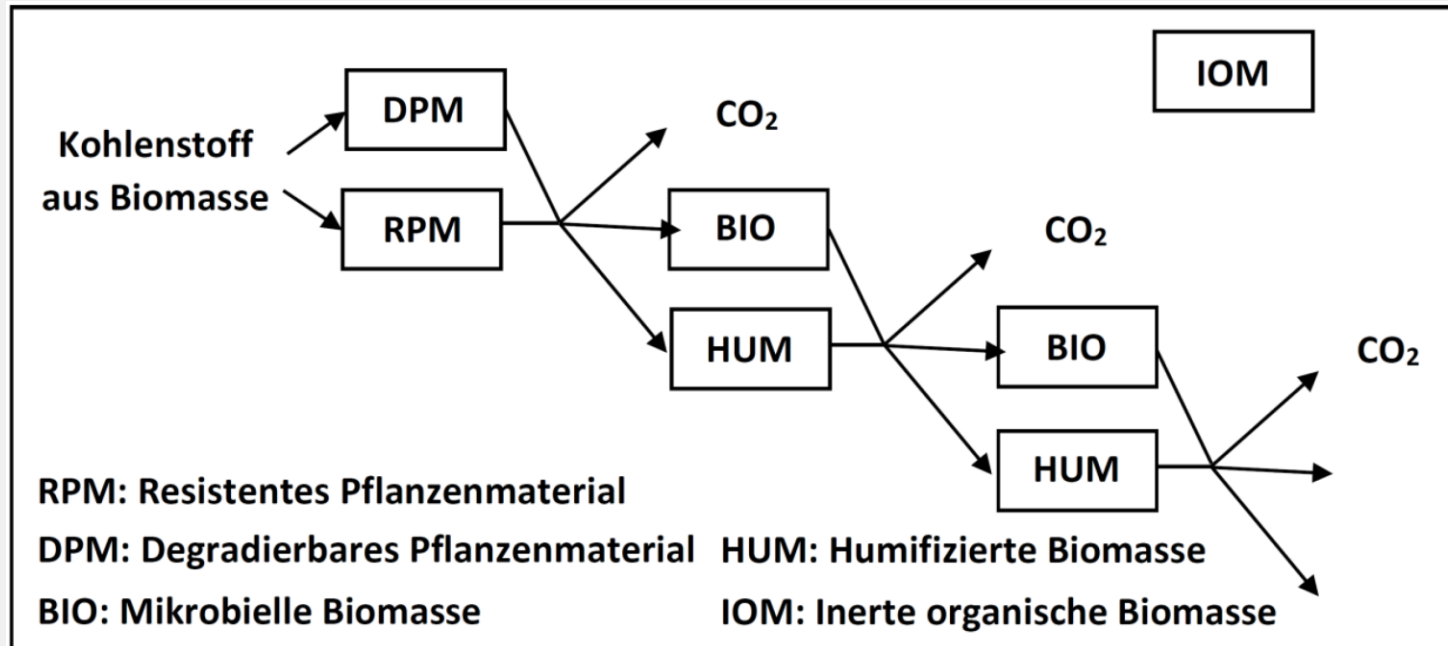 IOM
DPM
CO₂
Kohlenstoff
aus Biomasse
RPM
BIO
CO₂
HUM
BIO
CO₂
HUM
RPM: Resistentes Pflanzenmaterial
DPM: Degradierbares Pflanzenmaterial HUM: Humifizierte Biomasse
BIO: Mikrobielle Biomasse IOM: Inerte organische Biomasse